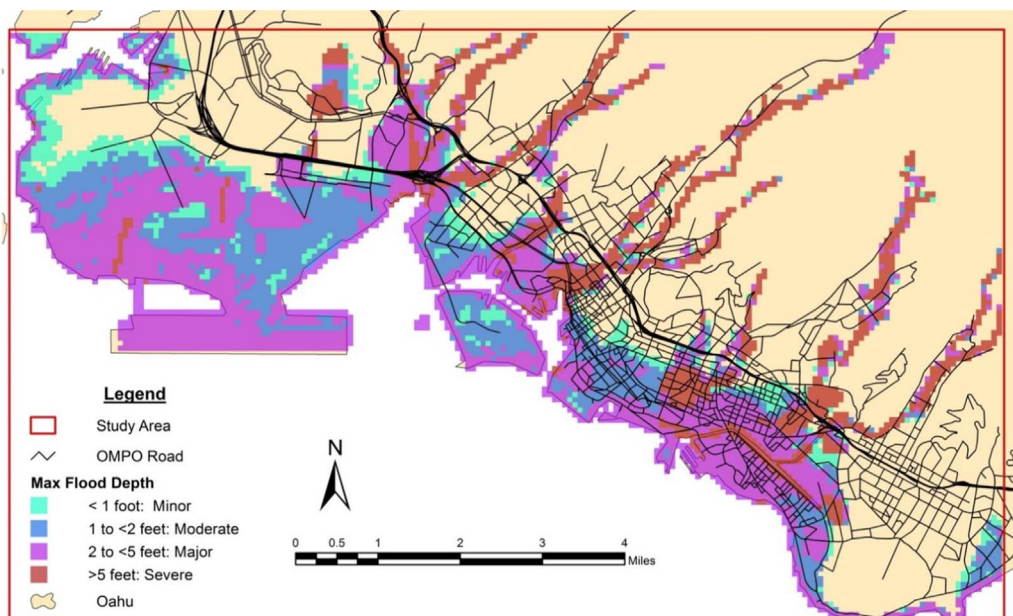 Legend
Study Area
OMPO Road
Max Flood Depth
< 1 foot: Minor
1 to <2 feet: Moderate
2 to <5 feet: Major
>5 feet: Severe
Oahu
N
0 0.5 1 2 3 4
Miles